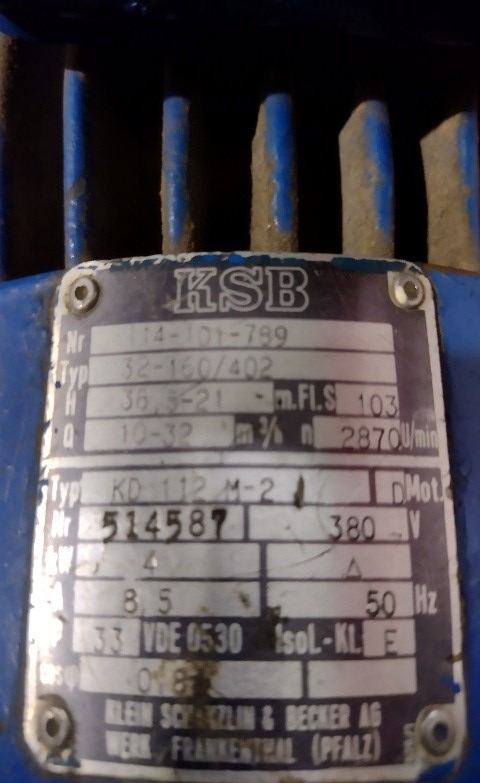 KSB
Nr 114-101-789
Typ 32-160/402
H 36,5-21 m.Fl.S 103
Q 10-32 m³/h n 2870 U/min
Typ KD 112 M-2 D Mot.
Nr 514587 380 V
kW 4 Δ
A 8,5 50 Hz
P 33 VDE 0530 Isol.-KL E
cosφ
KLEIN SCHANZLIN & BECKER AG
WERK FRANKENTHAL (PFALZ)